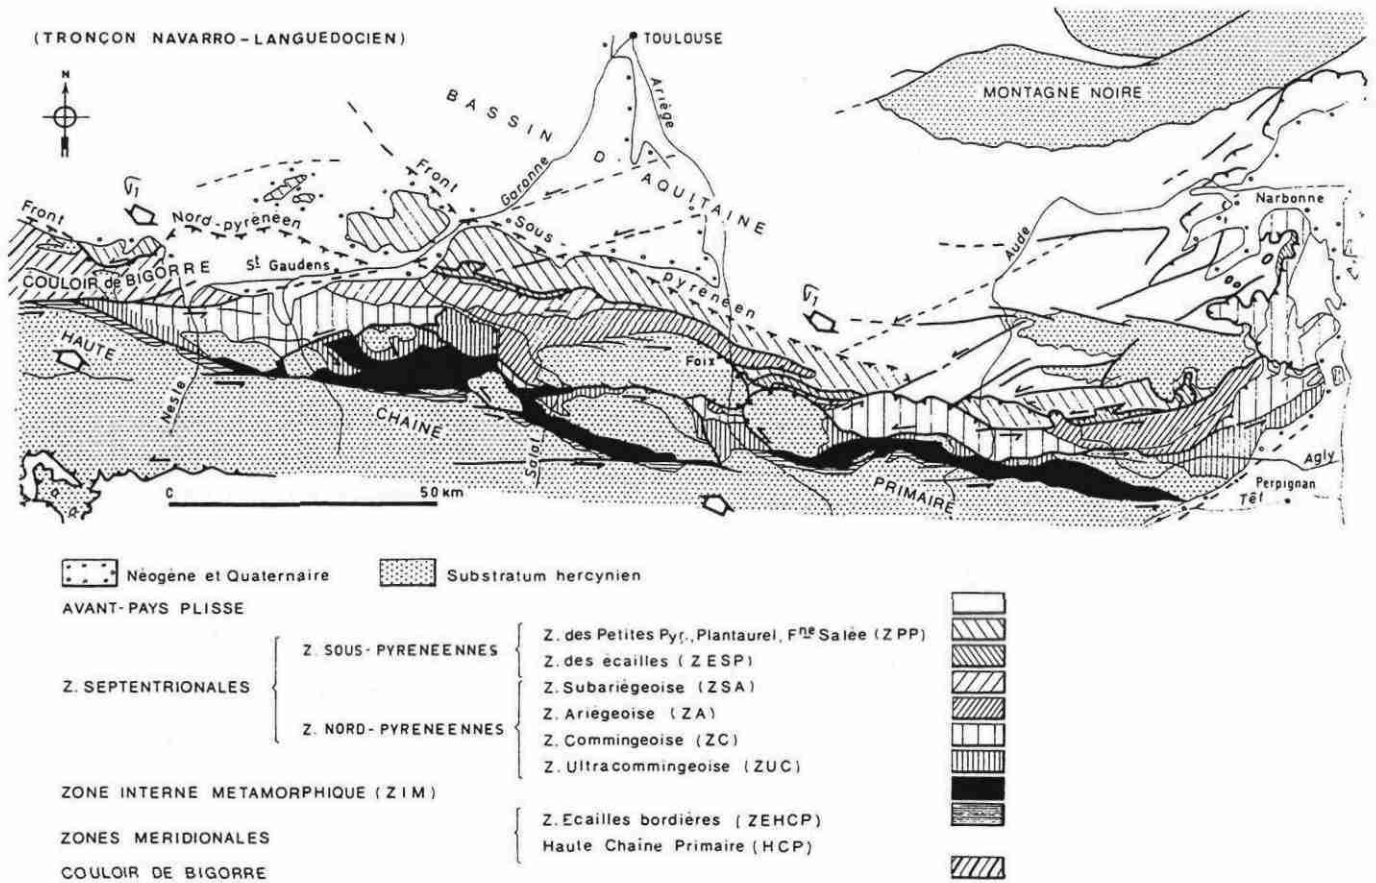 (TRONÇON NAVARRO-LANGUEDOCIEN)
N
TOULOUSE
Ariège
MONTAGNE NOIRE
BASSIN D'AQUITAINE
Garonne
Front Sous pyrénéen
Front Nord-pyrénéen
Narbonne
Aude
St Gaudens
COULOIR de BIGORRE
HAUTE CHAINE PRIMAIRE
Foix
Neste
Salat
Agly
Perpignan
Têt
50 km
Néogène et Quaternaire
Substratum hercynien
AVANT-PAYS PLISSE
Z. SEPTENTRIONALES
Z. SOUS-PYRENEENNES
Z. des Petites Pyr., Plantaurel, Fne Salée (ZPP)
Z. des écailles (ZESP)
Z. NORD-PYRENEENNES
Z. Subariégeoise (ZSA)
Z. Ariégeoise (ZA)
Z. Commingeoise (ZC)
Z. Ultracommingeoise (ZUC)
ZONE INTERNE METAMORPHIQUE (ZIM)
ZONES MERIDIONALES
Z. Ecailles bordières (ZEHCP)
Haute Chaîne Primaire (HCP)
COULOIR DE BIGORRE